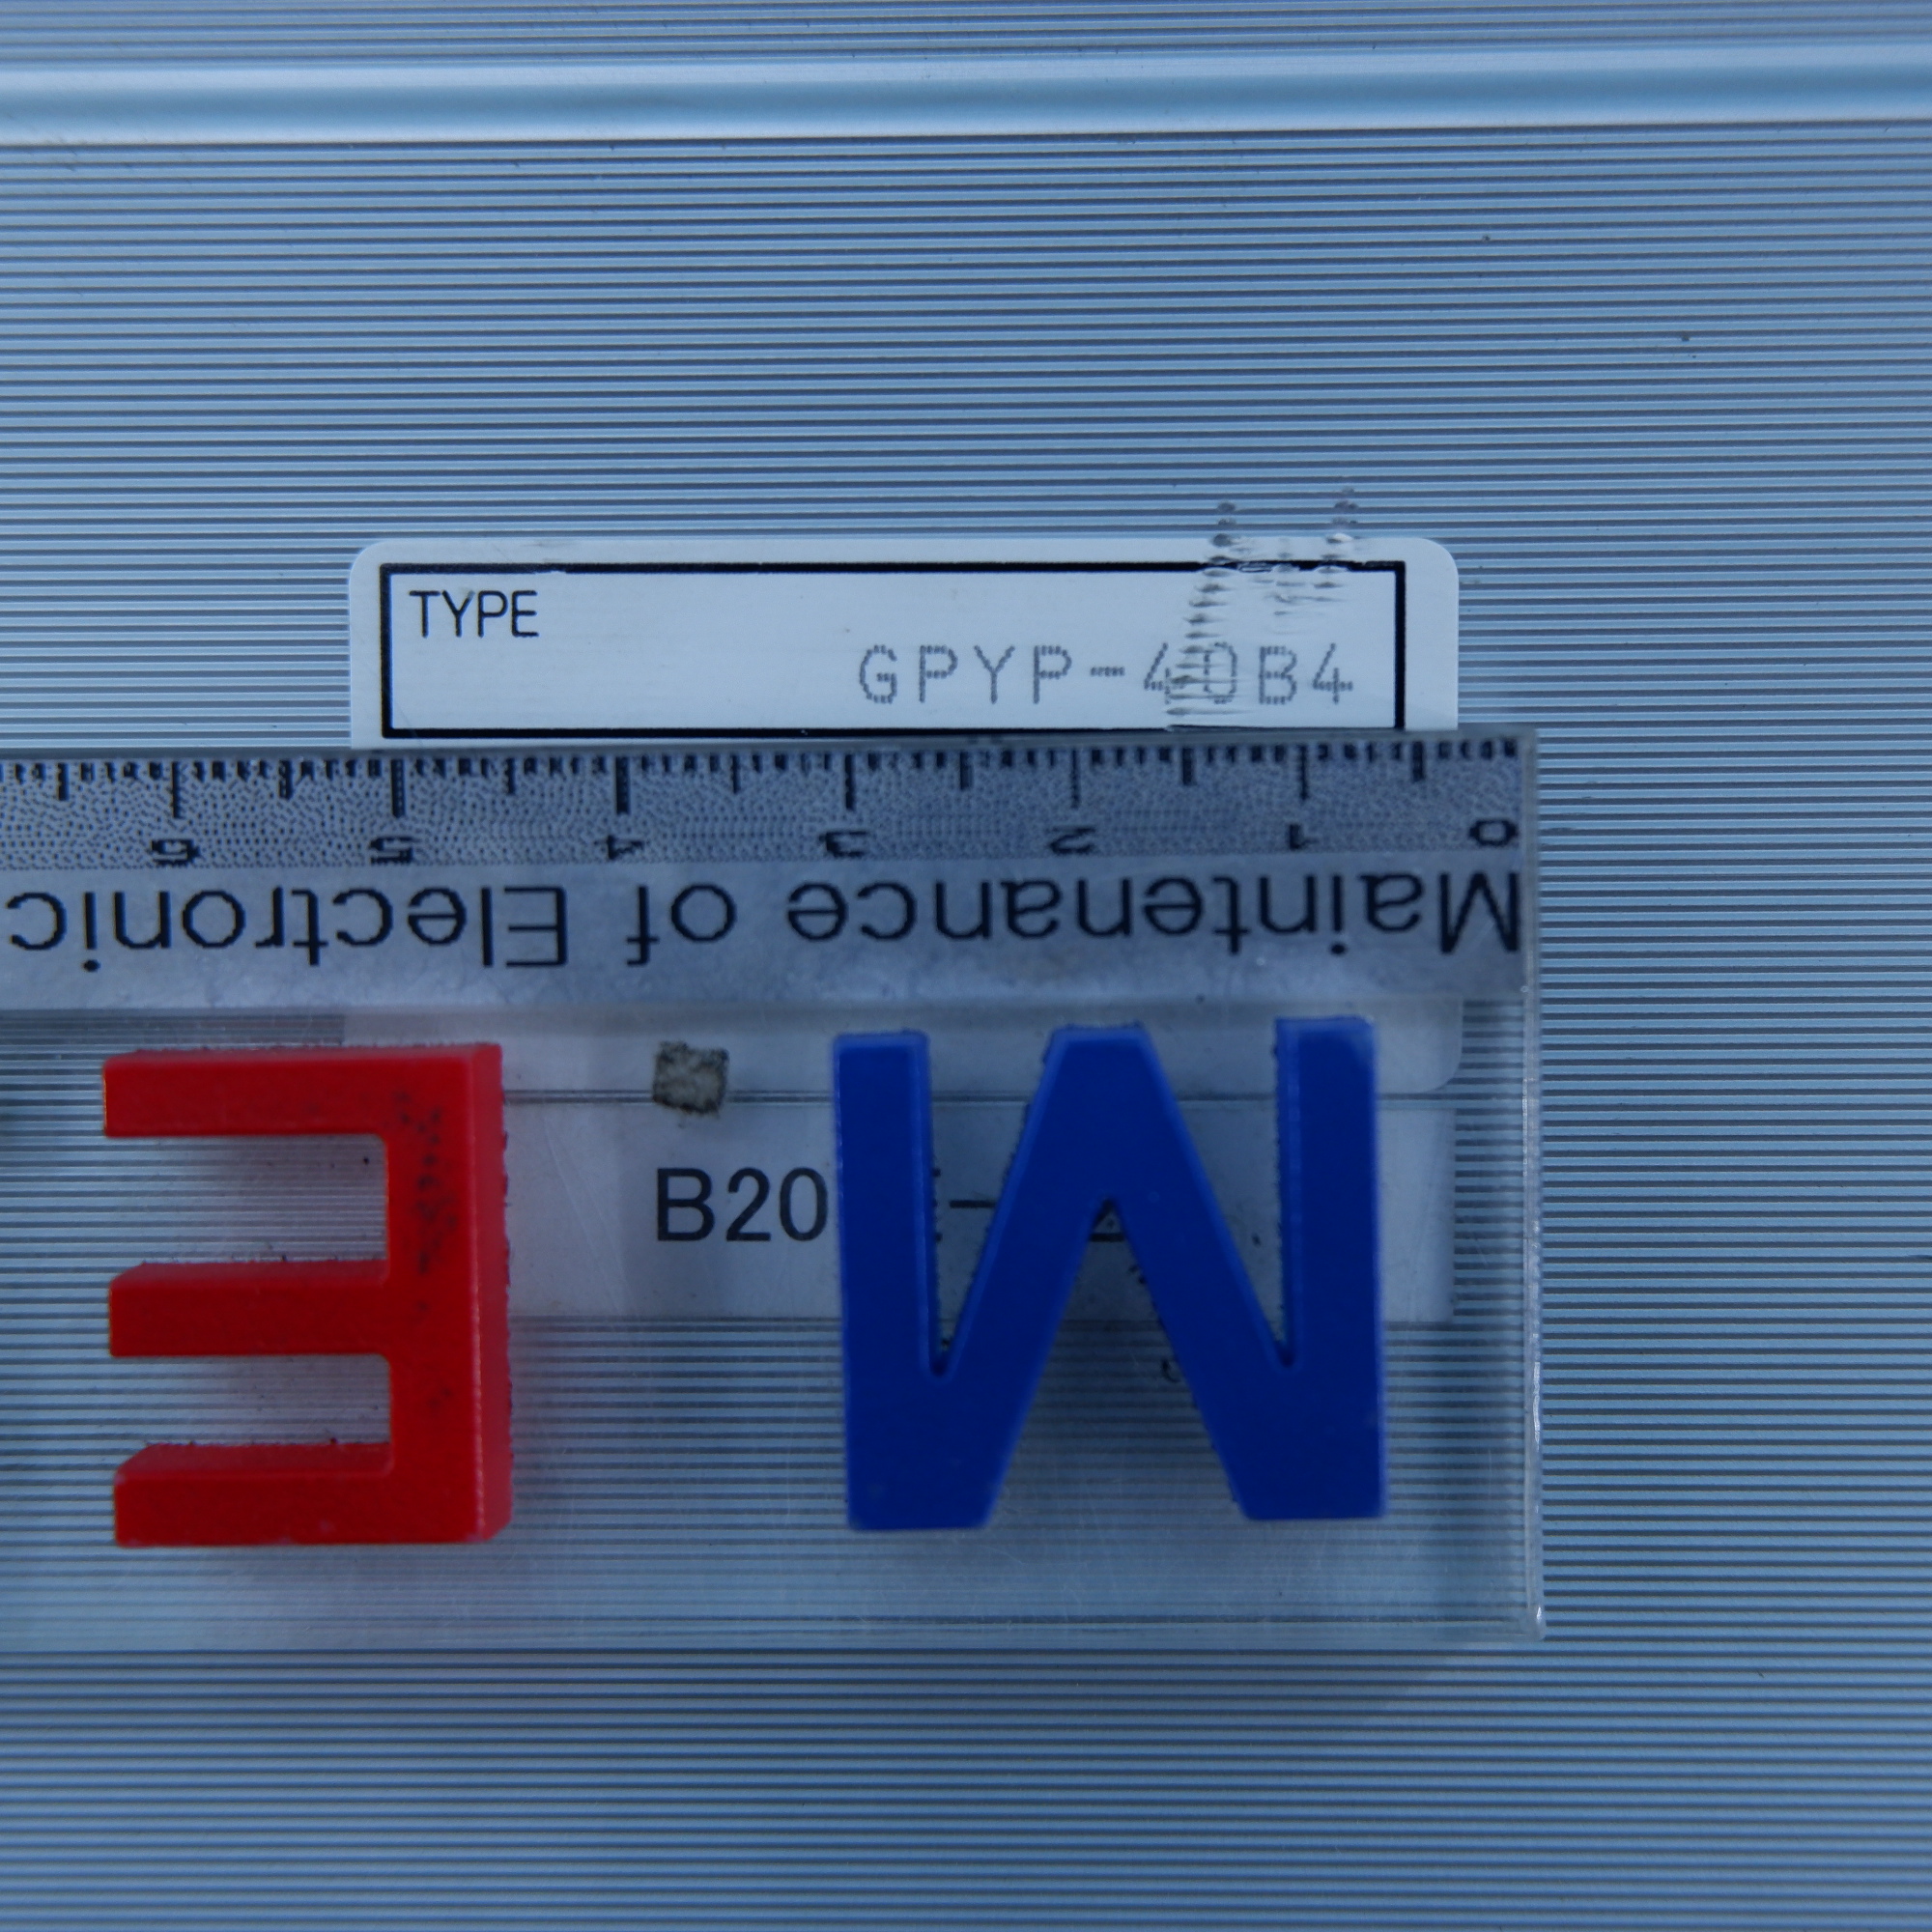 TYPE
GPYP-40B4
6 5 4 3 2 1 0
Maintenance of Electronic
B20
M
E